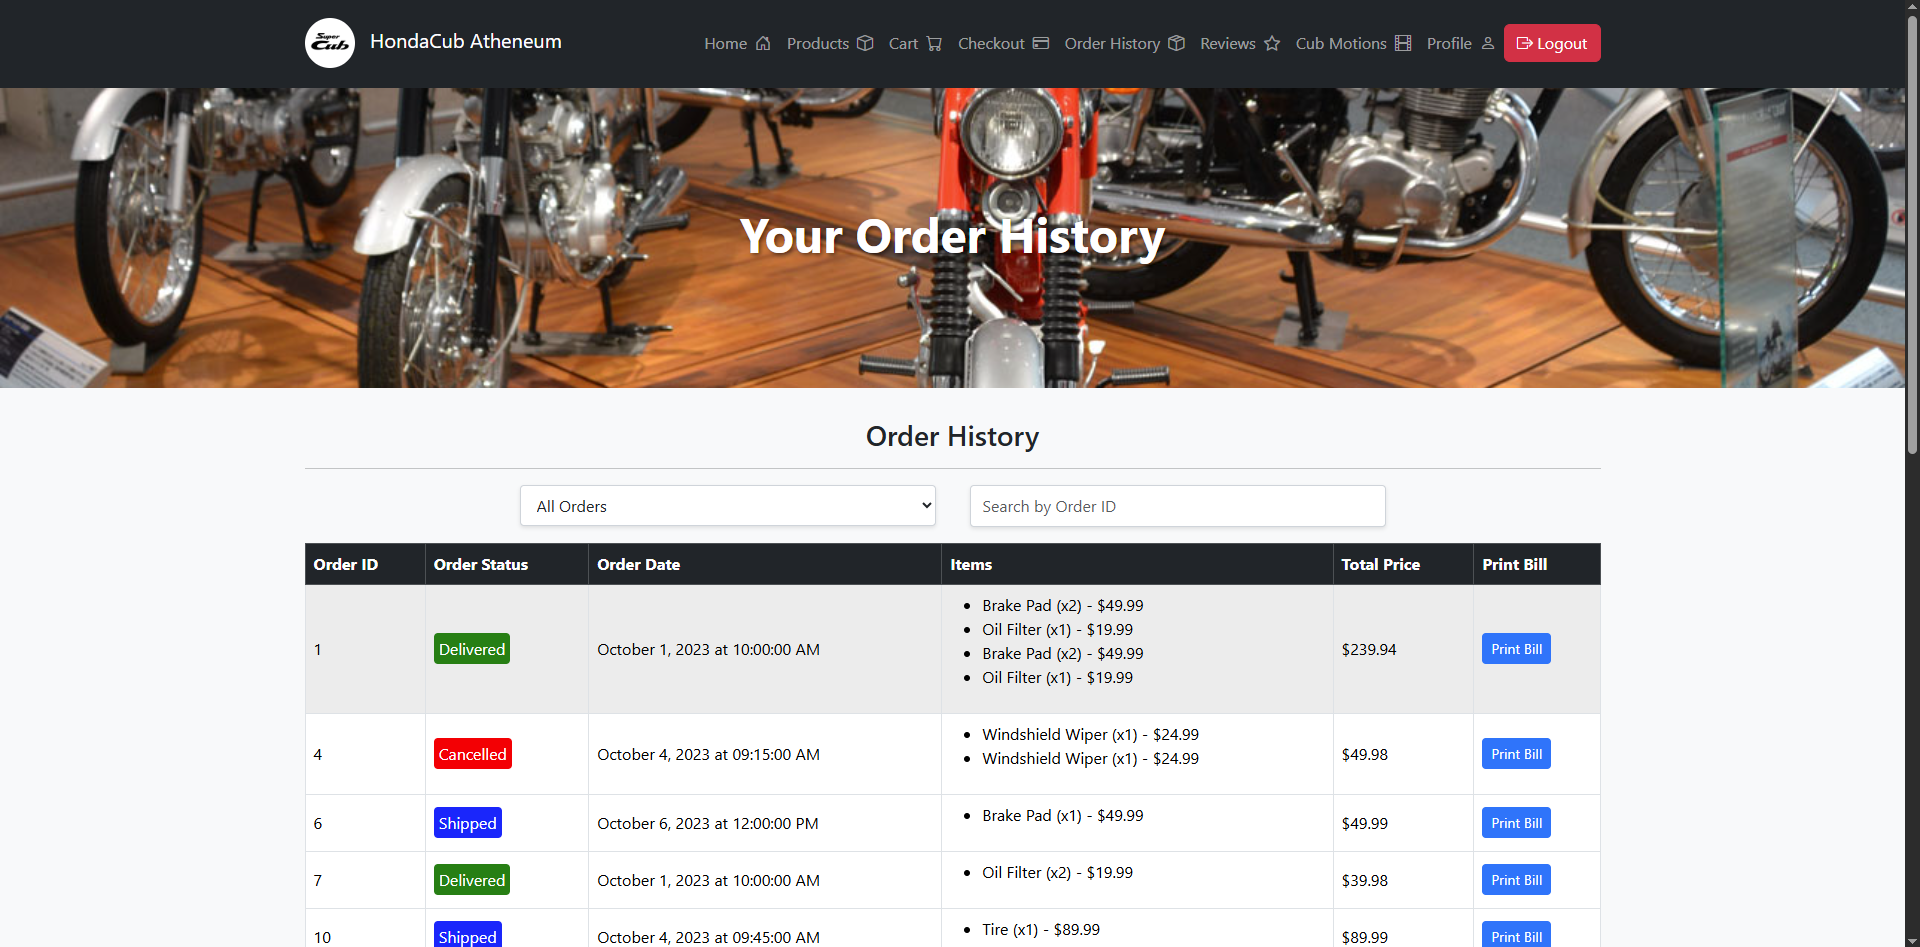 Super
Cub
HondaCub Atheneum
Home
Products
Cart
Checkout
Order History
Reviews
Cub Motions
Profile
Logout
Your Order History
Order History
All Orders
Search by Order ID
Order ID Order Status Order Date Items Total Price Print Bill
1 Delivered October 1, 2023 at 10:00:00 AM
Brake Pad (x2) - $49.99
Oil Filter (x1) - $19.99
Brake Pad (x2) - $49.99
Oil Filter (x1) - $19.99
$239.94 Print Bill
4 Cancelled October 4, 2023 at 09:15:00 AM
Windshield Wiper (x1) - $24.99
Windshield Wiper (x1) - $24.99
$49.98 Print Bill
6 Shipped October 6, 2023 at 12:00:00 PM
Brake Pad (x1) - $49.99
$49.99 Print Bill
7 Delivered October 1, 2023 at 10:00:00 AM
Oil Filter (x2) - $19.99
$39.98 Print Bill
10 Shipped October 4, 2023 at 09:45:00 AM
Tire (x1) - $89.99
$89.99 Print Bill